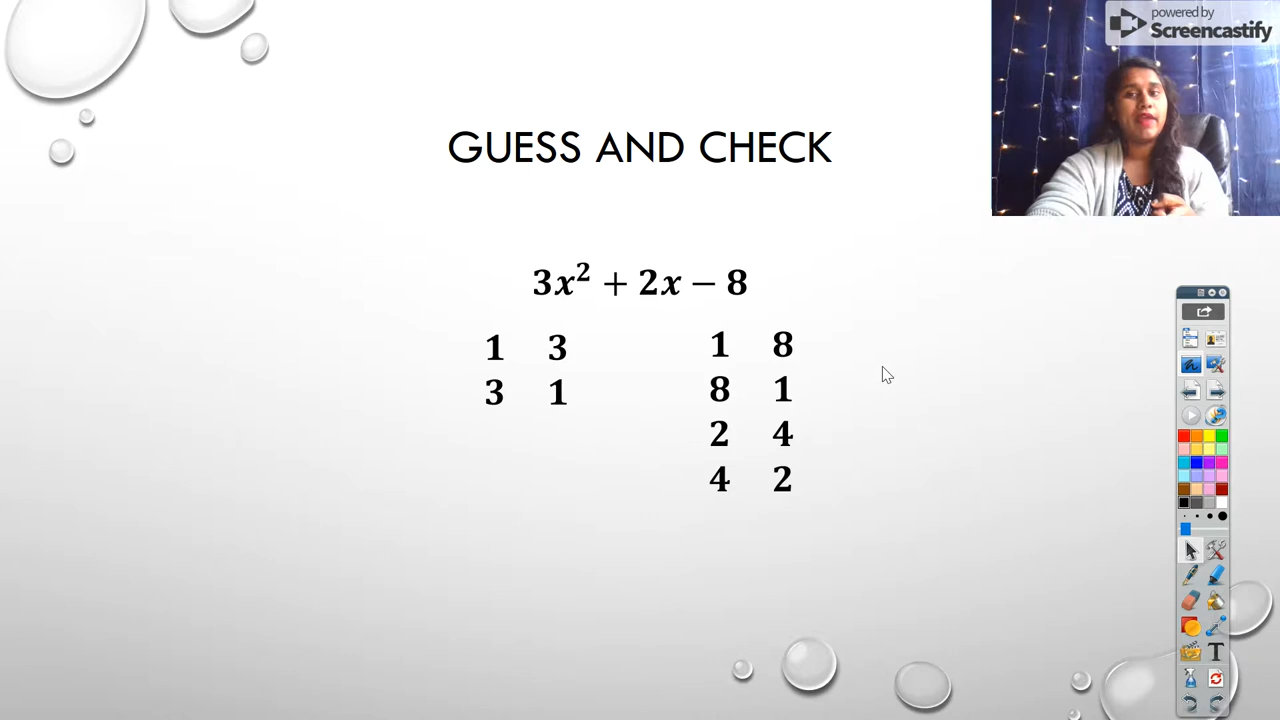 powered by
Screencastify
GUESS AND CHECK
3x² + 2x − 8
1 3 1 8
3 1 8 1
2 4
4 2
T